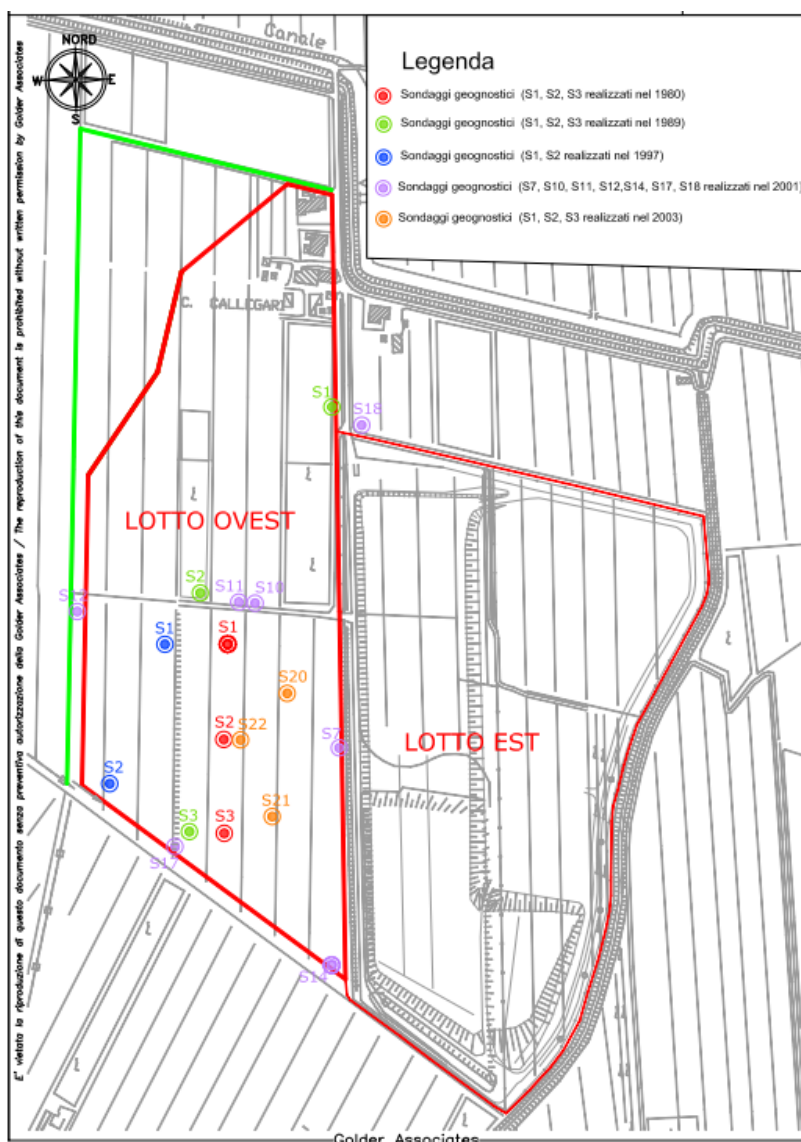 Canale
NORD
W
E
S
Legenda
Sondaggi geognostici (S1, S2, S3 realizzati nel 1980)
Sondaggi geognostici (S1, S2, S3 realizzati nel 1989)
Sondaggi geognostici (S1, S2 realizzati nel 1997)
Sondaggi geognostici (S7, S10, S11, S12,S14, S17, S18 realizzati nel 2001)
Sondaggi geognostici (S1, S2, S3 realizzati nel 2003)
E' vietata la riproduzione di questo documento senza preventiva autorizzazione della Golder Associates / The reproduction of this document is prohibited without written permission by Golder Associates
C. CALLEGARI
S1
S18
LOTTO OVEST
S2
S11
S10
S12
S1
S1
S20
S2
S22
S7
LOTTO EST
S2
S3
S3
S21
S17
S14
Golder Associates